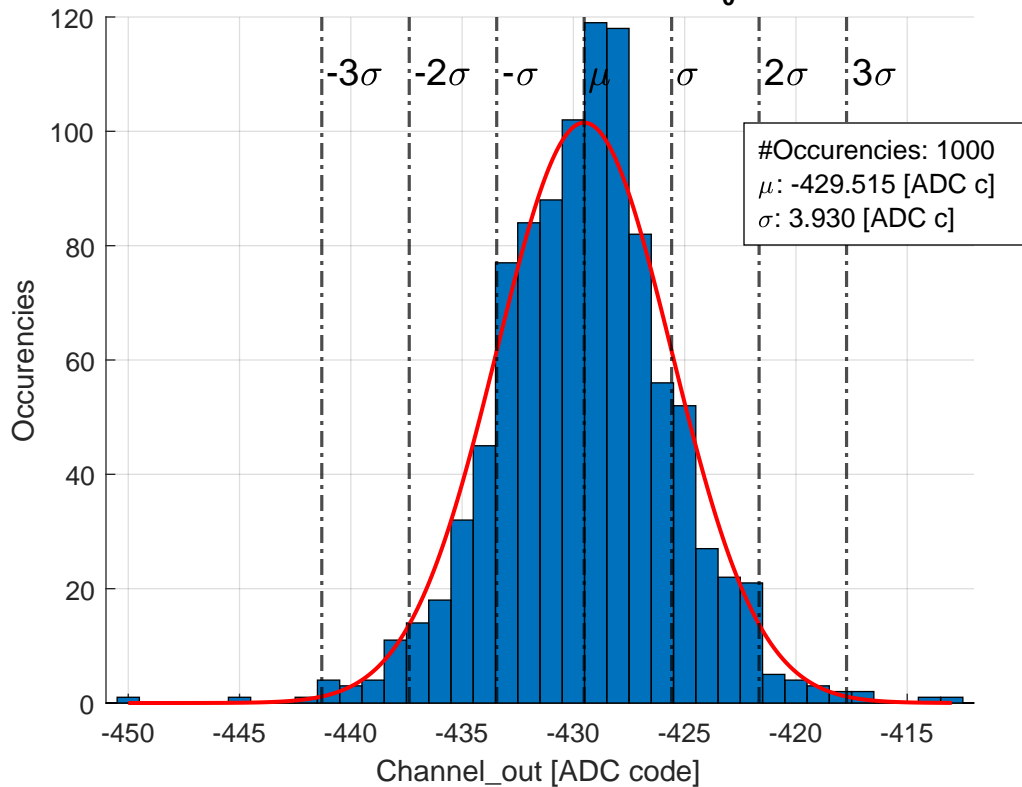 120
100
80
60
40
20
0
-3σ -2σ -σ μ σ 2σ 3σ
#Occurencies: 1000
μ: -429.515 [ADC c]
σ: 3.930 [ADC c]
Occurencies
-450 -445 -440 -435 -430 -425 -420 -415
Channel_out [ADC code]